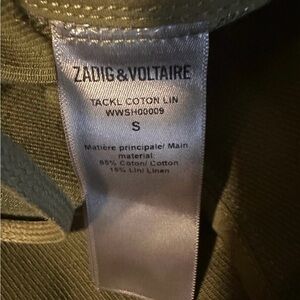 ZADIG&VOLTAIRE
TACKL COTON LIN
WWSH00009
S
Matière principale/ Main
material
85% Coton/ Cotton
15% Lin/ Linen